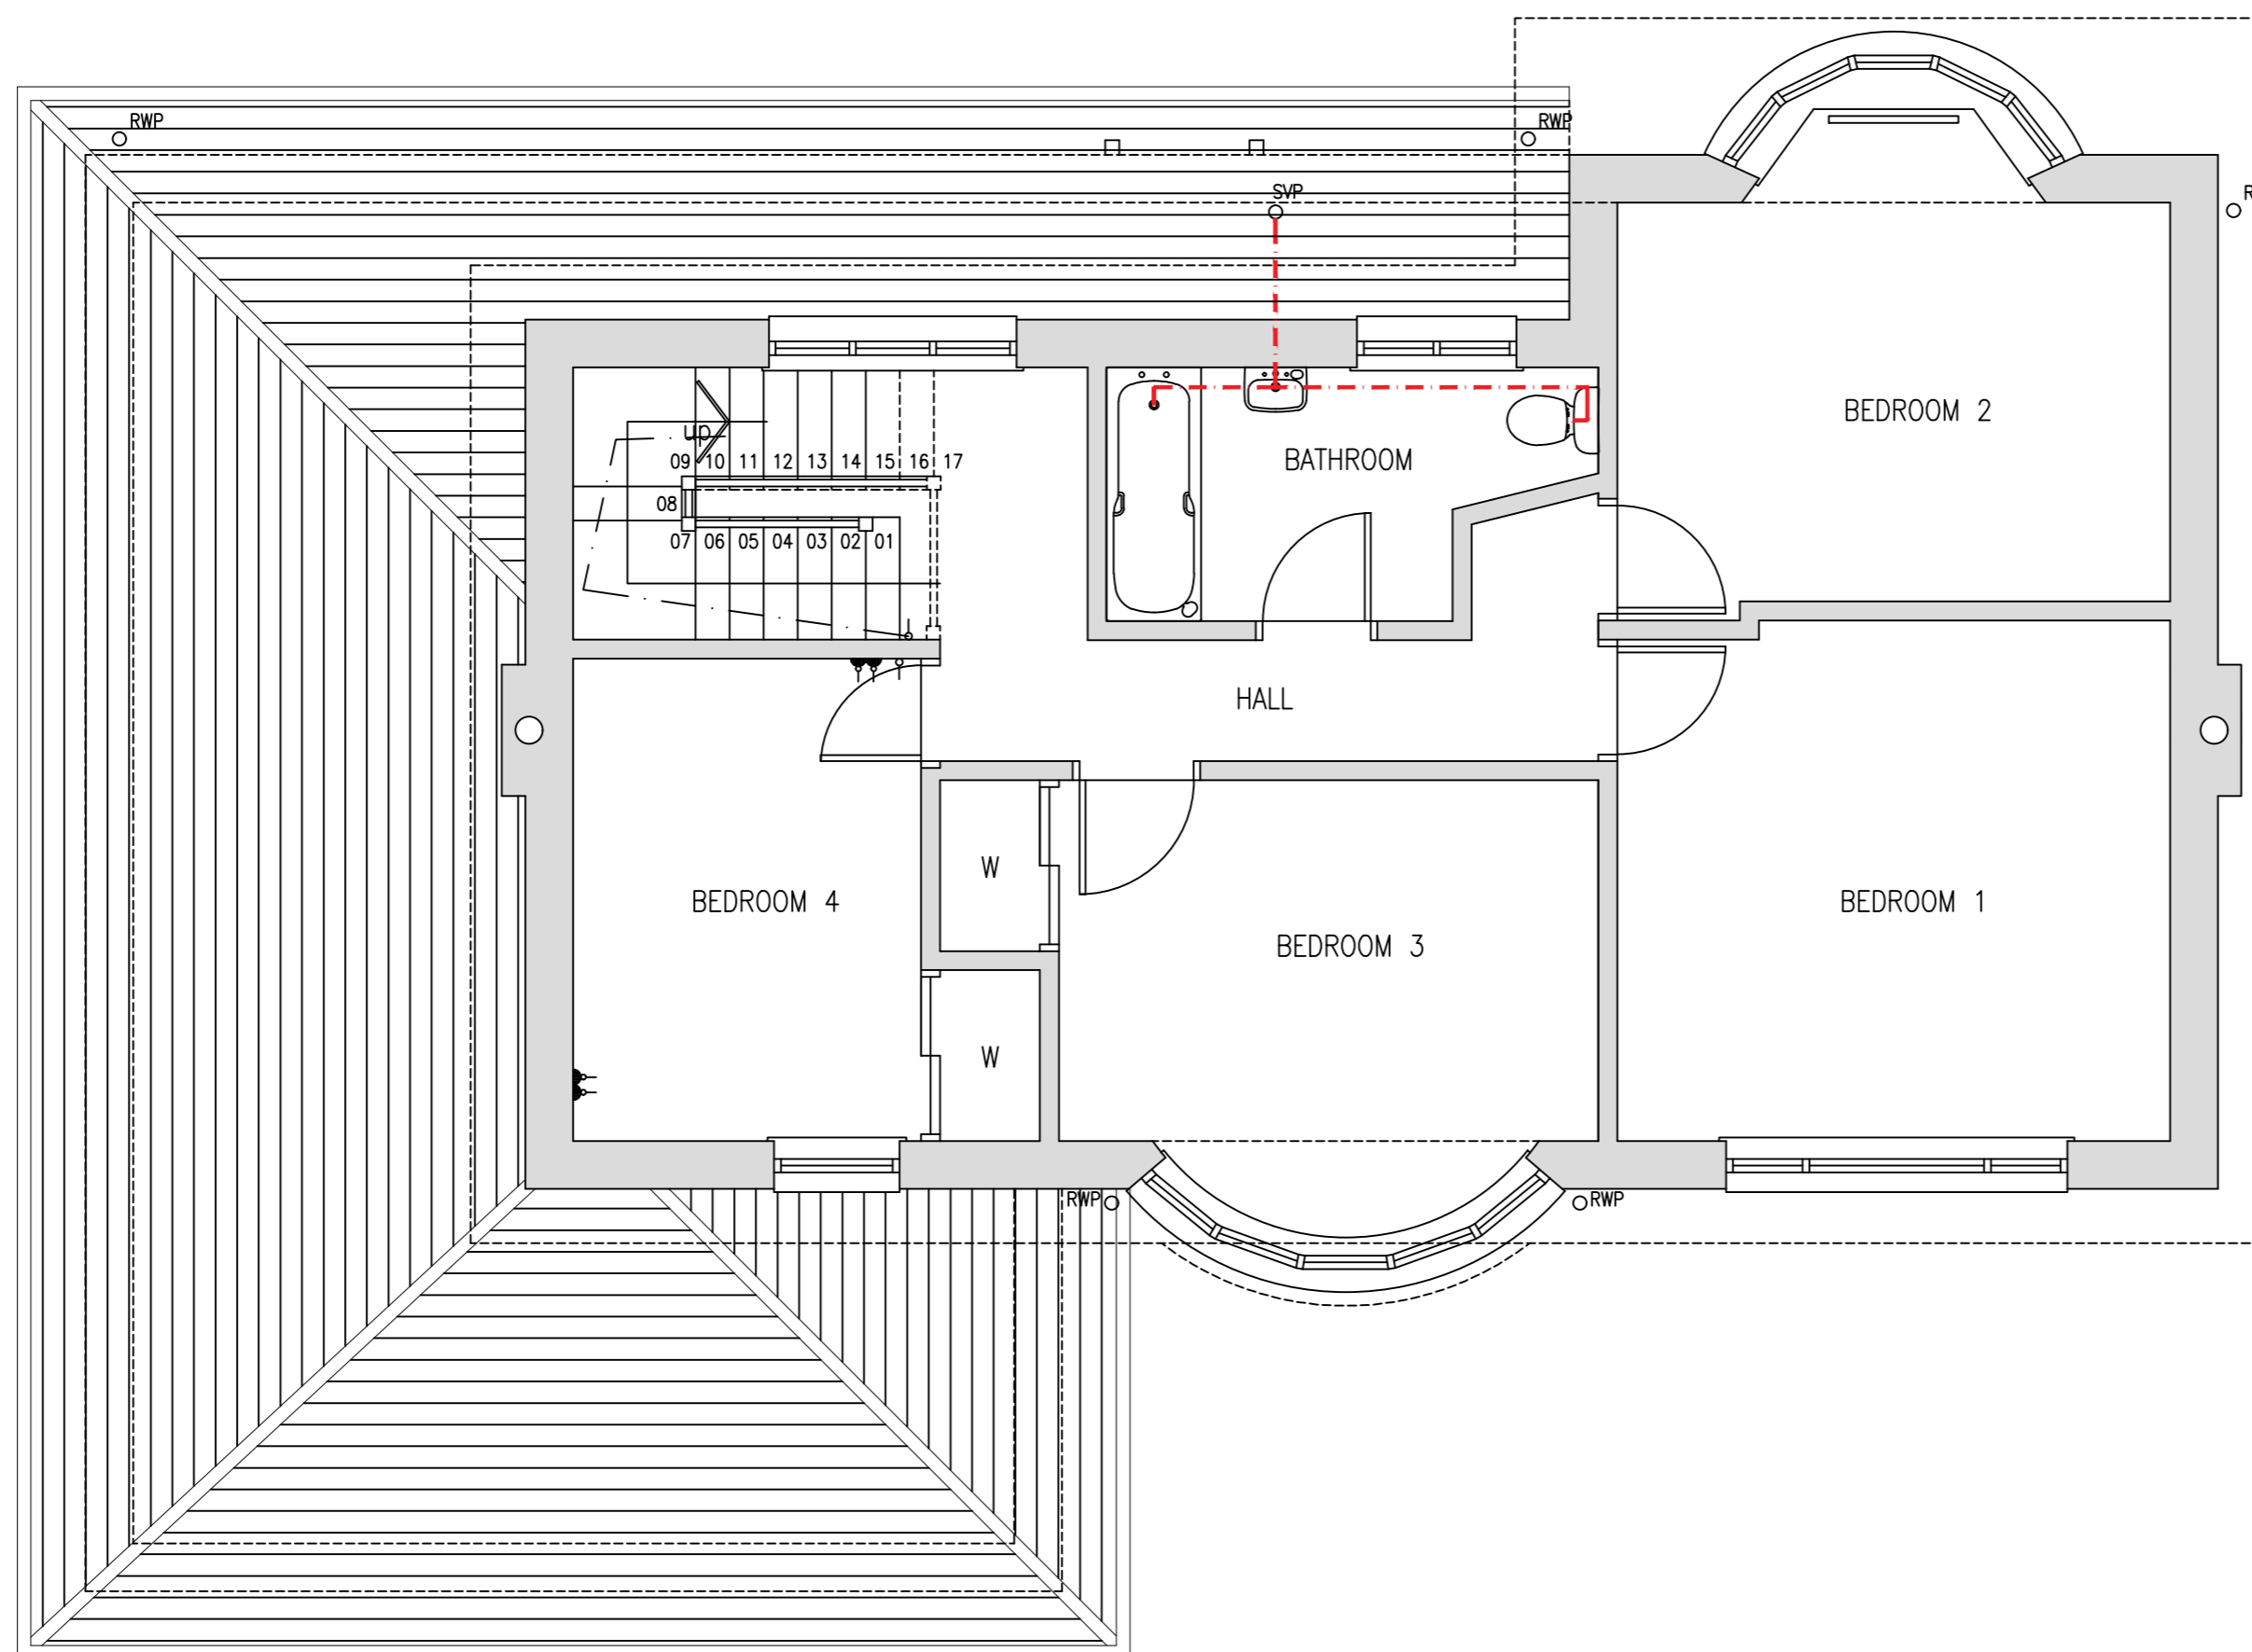 RWP
RWP
SVP
R
BEDROOM 2
BATHROOM
up
09 10 11 12 13 14 15 16 17
08
07 06 05 04 03 02 01
HALL
W
BEDROOM 4
BEDROOM 1
BEDROOM 3
W
RWP
RWP